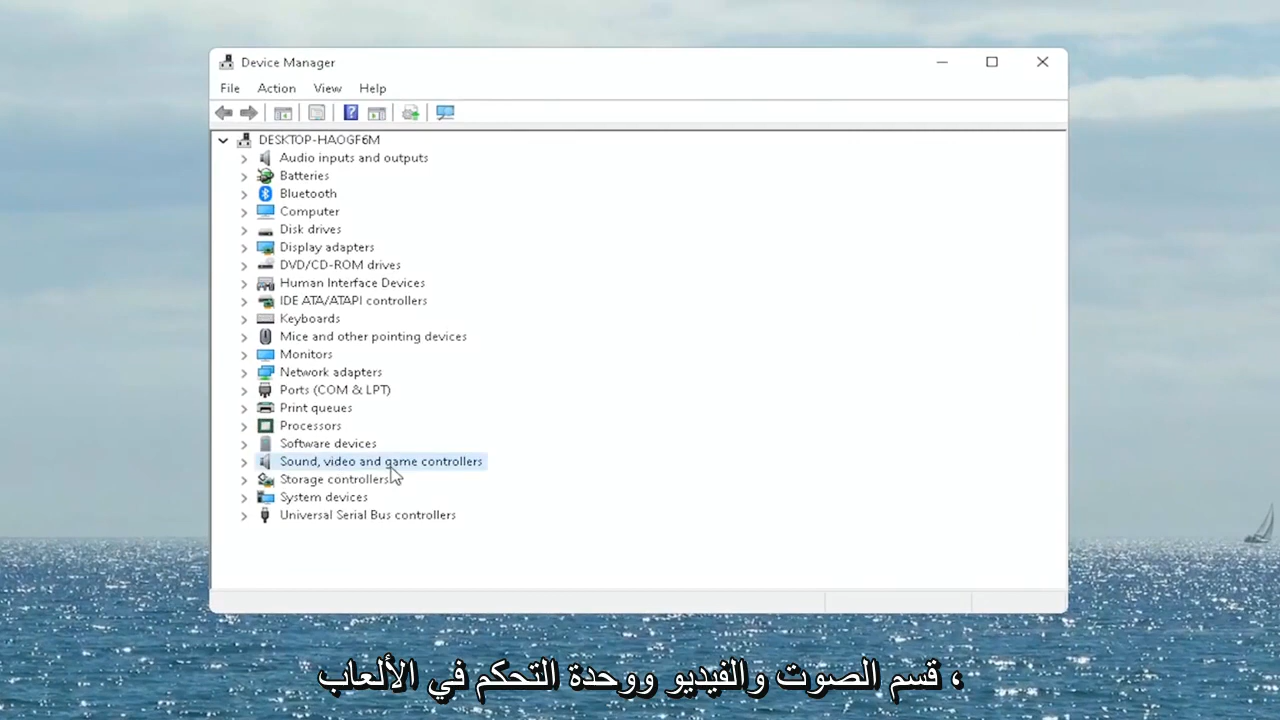 Device Manager
File Action View Help
DESKTOP-HAOGF6M
Audio inputs and outputs
Batteries
Bluetooth
Computer
Disk drives
Display adapters
DVD/CD-ROM drives
Human Interface Devices
IDE ATA/ATAPI controllers
Keyboards
Mice and other pointing devices
Monitors
Network adapters
Ports (COM & LPT)
Print queues
Processors
Software devices
Sound, video and game controllers
Storage controllers
System devices
Universal Serial Bus controllers
، قسم الصوت والفيديو ووحدة التحكم في الألعاب